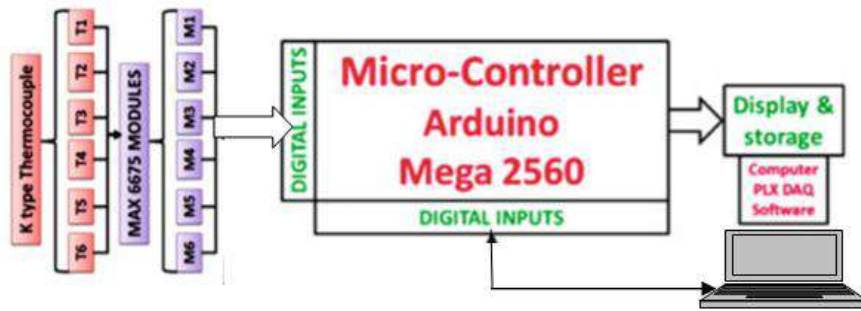 K type Thermocouple
T1
T2
T3
T4
T5
T6
MAX 6675 MODULES
M1
M2
M3
M4
M5
M6
DIGITAL INPUTS
Micro-Controller
Arduino
Mega 2560
DIGITAL INPUTS
Display &
storage
Computer
PLX DAQ
Software